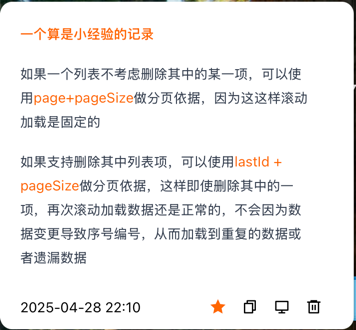 一个算是小经验的记录
如果一个列表不考虑删除其中的某一项，可以使
用page+pageSize做分页依据，因为这这样滚动
加载是固定的
如果支持删除其中列表项，可以使用lastId +
pageSize做分页依据，这样即使删除其中的一
项，再次滚动加载数据还是正常的，不会因为数
据变更导致序号编号，从而加载到重复的数据或
者遗漏数据
2025-04-28 22:10